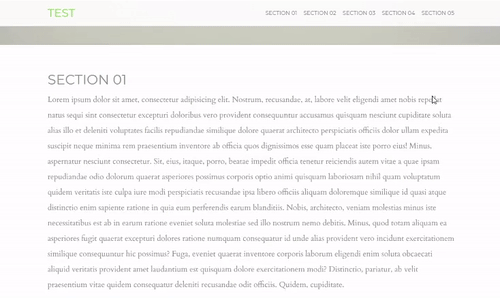 TEST
SECTION 01 SECTION 02 SECTION 03 SECTION 04 SECTION 05
SECTION 01
Lorem ipsum dolor sit amet, consectetur adipisicing elit. Nostrum, recusandae, at, labore velit eligendi amet nobis repellat
natus sequi sint consectetur excepturi doloribus vero provident consequuntur accusamus quisquam nesciunt cupiditate soluta
alias illo et deleniti voluptates facilis repudiandae similique dolore quaerat architecto perspiciatis officiis dolor ullam expedita
suscipit neque minima rem praesentium inventore ab officia quos dignissimos esse quam placeat iste porro eius! Minus,
aspernatur nesciunt consectetur. Sit, eius, itaque, porro, beatae impedit officia tenetur reiciendis autem vitae a quae ipsam
repudiandae odio dolorum quaerat asperiores possimus corporis optio animi quisquam laboriosam nihil quam voluptatum
quidem veritatis iste culpa iure modi perspiciatis recusandae ipsa libero officiis aliquam doloremque similique id quasi atque
distinctio enim sapiente ratione in quia eum perferendis earum blanditiis. Nobis, architecto, veniam molestias minus iste
necessitatibus est ab in earum ratione eveniet soluta molestiae sed illo nostrum nemo debitis. Minus, quod totam aliquam ea
asperiores fugit quaerat excepturi dolores ratione numquam consequatur id unde alias provident vero incidunt exercitationem
similique consequuntur hic possimus? Fuga, eveniet quaerat inventore corporis laborum eligendi enim soluta obcaecati
aliquid veritatis provident amet laudantium est quisquam dolore exercitationem modi? Distinctio, pariatur, ab velit
praesentium vitae quidem consequatur deleniti recusandae odit officiis. Quidem, cupiditate.